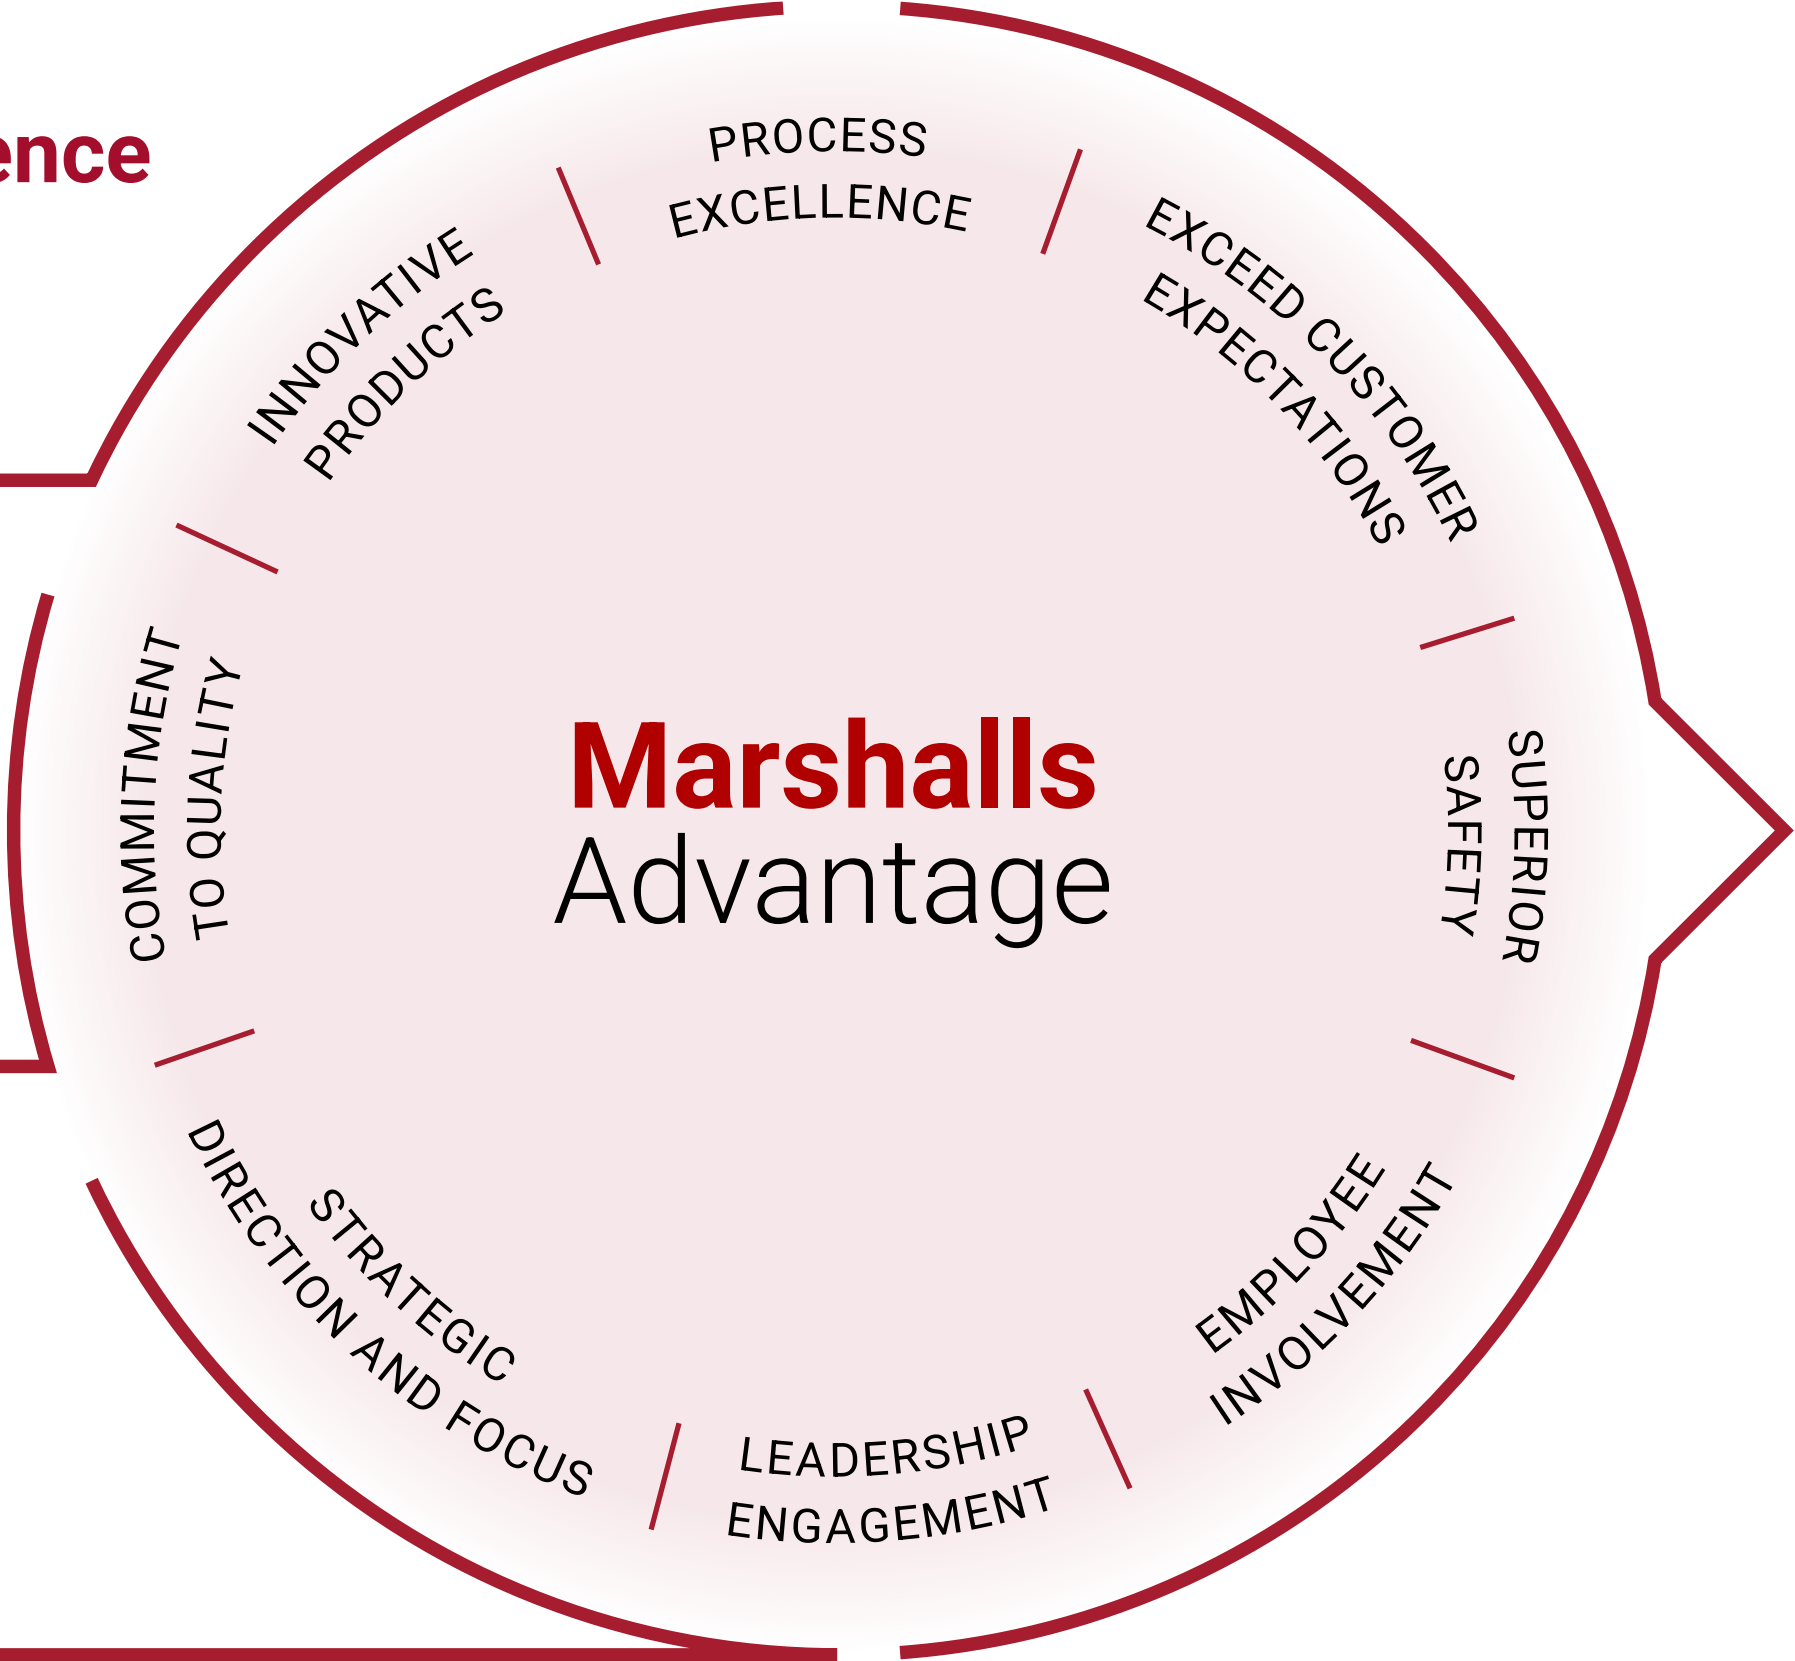 PROCESS
EXCELLENCE
EXCEED CUSTOMER
EXPECTATIONS
SUPERIOR
SAFETY
EMPLOYEE
INVOLVEMENT
LEADERSHIP
ENGAGEMENT
STRATEGIC
DIRECTION AND FOCUS
COMMITMENT
TO QUALITY
INNOVATIVE
PRODUCTS
Marshalls
Advantage